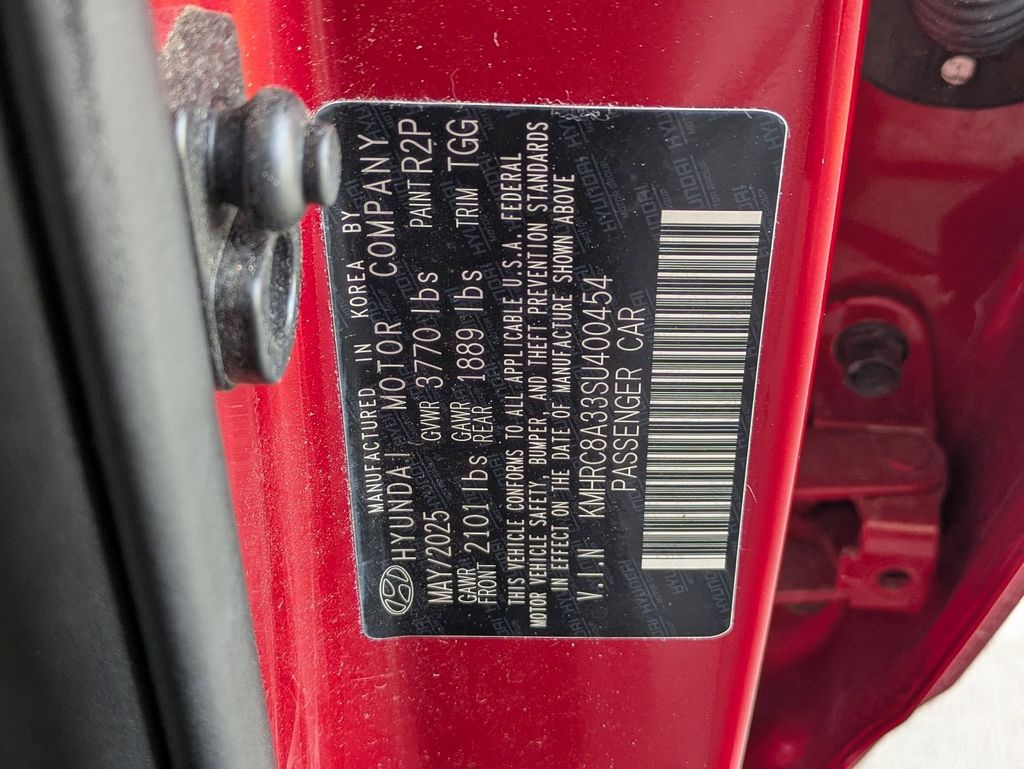 MANUFACTURED IN KOREA BY
HYUNDAI MOTOR COMPANY
MAY/2025 GVWR 3770 lbs PAINT R2P
GAWR FRONT 2101 lbs GAWR REAR 1889 lbs TRIM TGG
THIS VEHICLE CONFORMS TO ALL APPLICABLE U.S.A. FEDERAL
MOTOR VEHICLE SAFETY, BUMPER, AND THEFT PREVENTION STANDARDS
IN EFFECT ON THE DATE OF MANUFACTURE SHOWN ABOVE
V.I.N KMHRC8A33SU400454
PASSENGER CAR